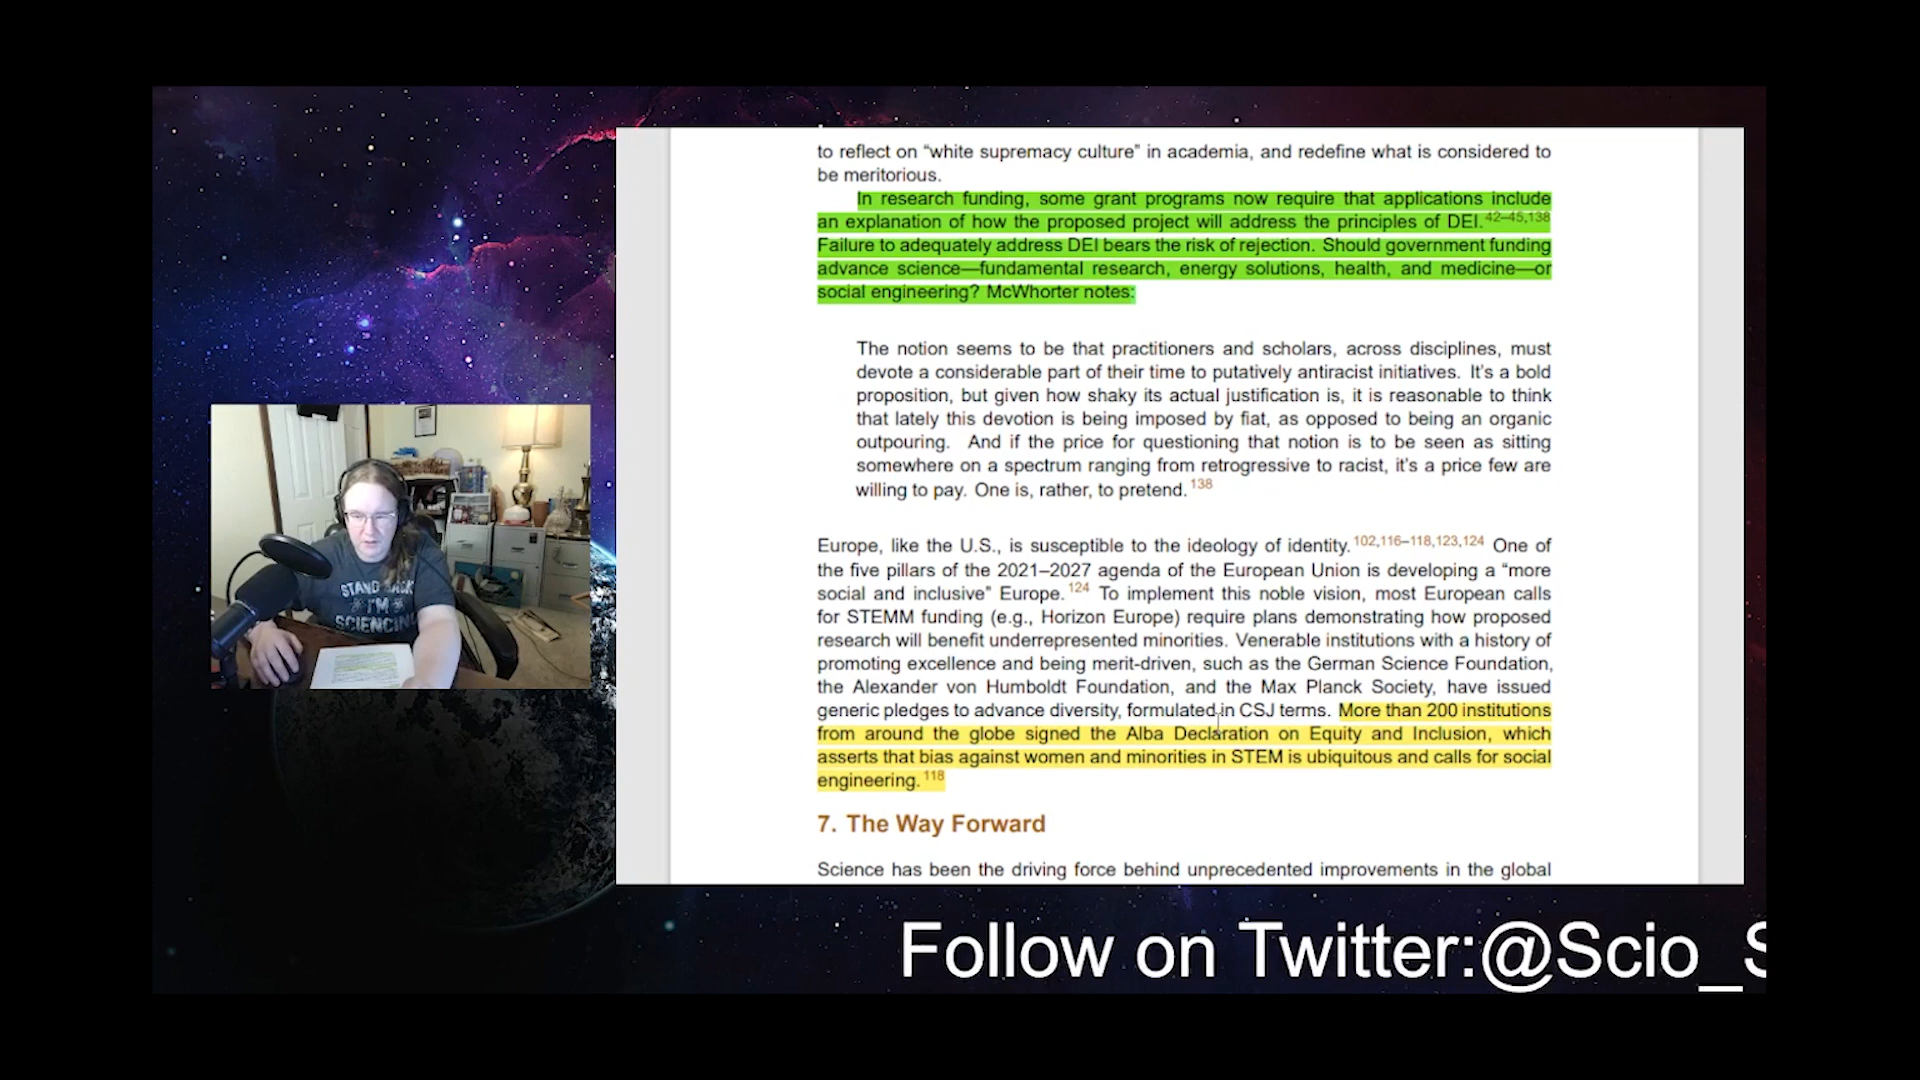 to reflect on “white supremacy culture” in academia, and redefine what is considered to
be meritorious.
In research funding, some grant programs now require that applications include
an explanation of how the proposed project will address the principles of DEI.42–45,138
Failure to adequately address DEI bears the risk of rejection. Should government funding
advance science—fundamental research, energy solutions, health, and medicine—or
social engineering? McWhorter notes:
The notion seems to be that practitioners and scholars, across disciplines, must
devote a considerable part of their time to putatively antiracist initiatives. It’s a bold
proposition, but given how shaky its actual justification is, it is reasonable to think
that lately this devotion is being imposed by fiat, as opposed to being an organic
outpouring. And if the price for questioning that notion is to be seen as sitting
somewhere on a spectrum ranging from retrogressive to racist, it’s a price few are
willing to pay. One is, rather, to pretend.138
Europe, like the U.S., is susceptible to the ideology of identity.102,116–118,123,124 One of
the five pillars of the 2021–2027 agenda of the European Union is developing a “more
social and inclusive” Europe.124 To implement this noble vision, most European calls
for STEMM funding (e.g., Horizon Europe) require plans demonstrating how proposed
research will benefit underrepresented minorities. Venerable institutions with a history of
promoting excellence and being merit-driven, such as the German Science Foundation,
the Alexander von Humboldt Foundation, and the Max Planck Society, have issued
generic pledges to advance diversity, formulated in CSJ terms. More than 200 institutions
from around the globe signed the Alba Declaration on Equity and Inclusion, which
asserts that bias against women and minorities in STEM is ubiquitous and calls for social
engineering.118
7. The Way Forward
Science has been the driving force behind unprecedented improvements in the global
STAND BACK
I'M
SCIENCING
Follow on Twitter:@Scio_S